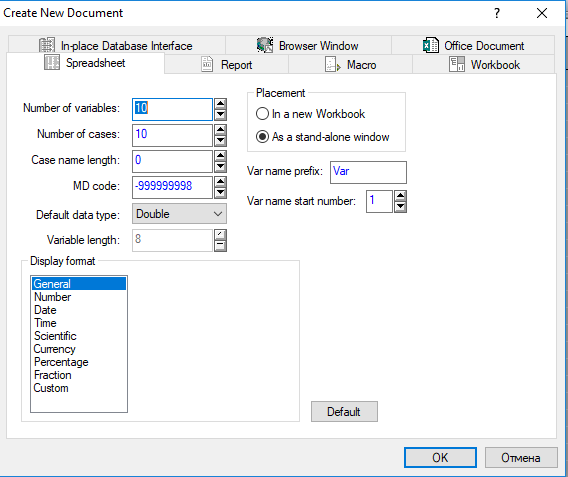 Create New Document
In-place Database Interface
Browser Window
Office Document
Spreadsheet
Report
Macro
Workbook
Number of variables: 10
Number of cases: 10
Case name length: 0
MD code: -999999998
Default data type: Double
Variable length: 8
Placement
In a new Workbook
As a stand-alone window
Var name prefix: Var
Var name start number: 1
Display format
General
Number
Date
Time
Scientific
Currency
Percentage
Fraction
Custom
Default
OK
Отмена